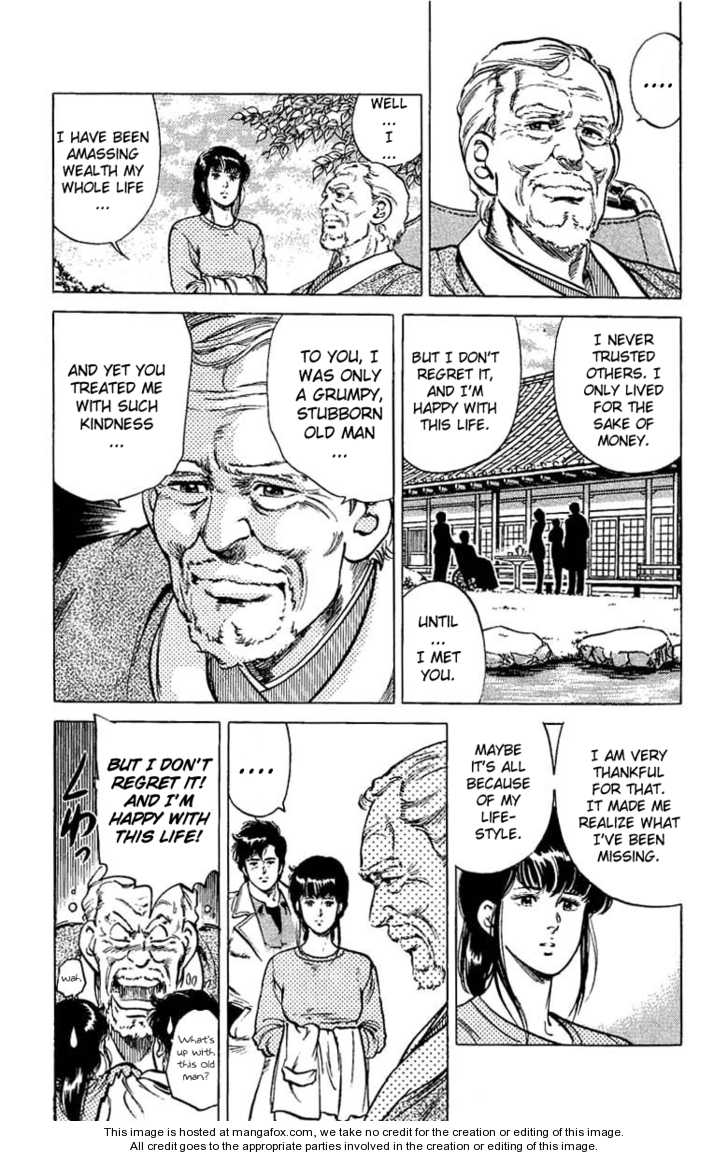 ....
WELL
...
I
...
I HAVE BEEN
AMASSING
WEALTH MY
WHOLE LIFE
...
I NEVER
TRUSTED
OTHERS. I
ONLY LIVED
FOR THE
SAKE OF
MONEY.
BUT I DON'T
REGRET IT,
AND I'M
HAPPY WITH
THIS LIFE.
UNTIL
...
I MET
YOU.
TO YOU, I
WAS ONLY
A GRUMPY,
STUBBORN
OLD MAN
...
AND YET YOU
TREATED ME
WITH SUCH
KINDNESS
...
I AM VERY
THANKFUL
FOR THAT.
IT MADE ME
REALIZE WHAT
I'VE BEEN
MISSING.
MAYBE
IT'S ALL
BECAUSE
OF MY
LIFE-
STYLE.
....
BUT I DON'T
REGRET IT!
AND I'M
HAPPY WITH
THIS LIFE!
くわっ
Wah.
What's
up with
this old
man?
This image is hosted at mangafox.com, we take no credit for the creation or editing of this image.
All credit goes to the appropriate parties involved in the creation or editing of this image.